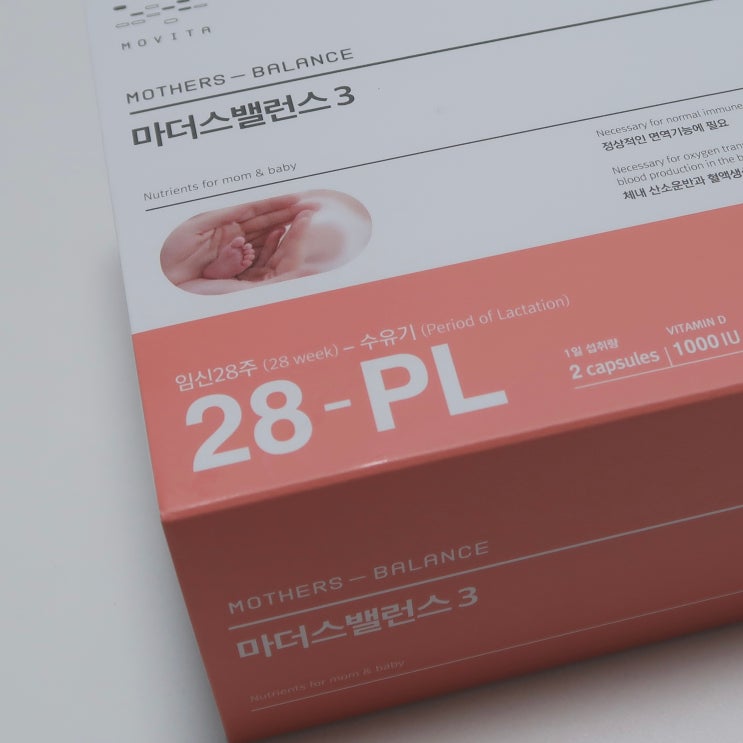 MOVITA
MOTHERS – BALANCE
마더스밸런스 3
Nutrients for mom & baby
Necessary for normal immune
정상적인 면역기능에 필요
Necessary for oxygen
blood production in the
체내 산소운반과
임신28주 (28 week) – 수유기 (Period of Lactation)
28-PL
1일 섭취량
2 capsules
VITAMIN D
1000 IU
MOTHERS – BALANCE
마더스밸런스 3
Nutrients for mom & baby